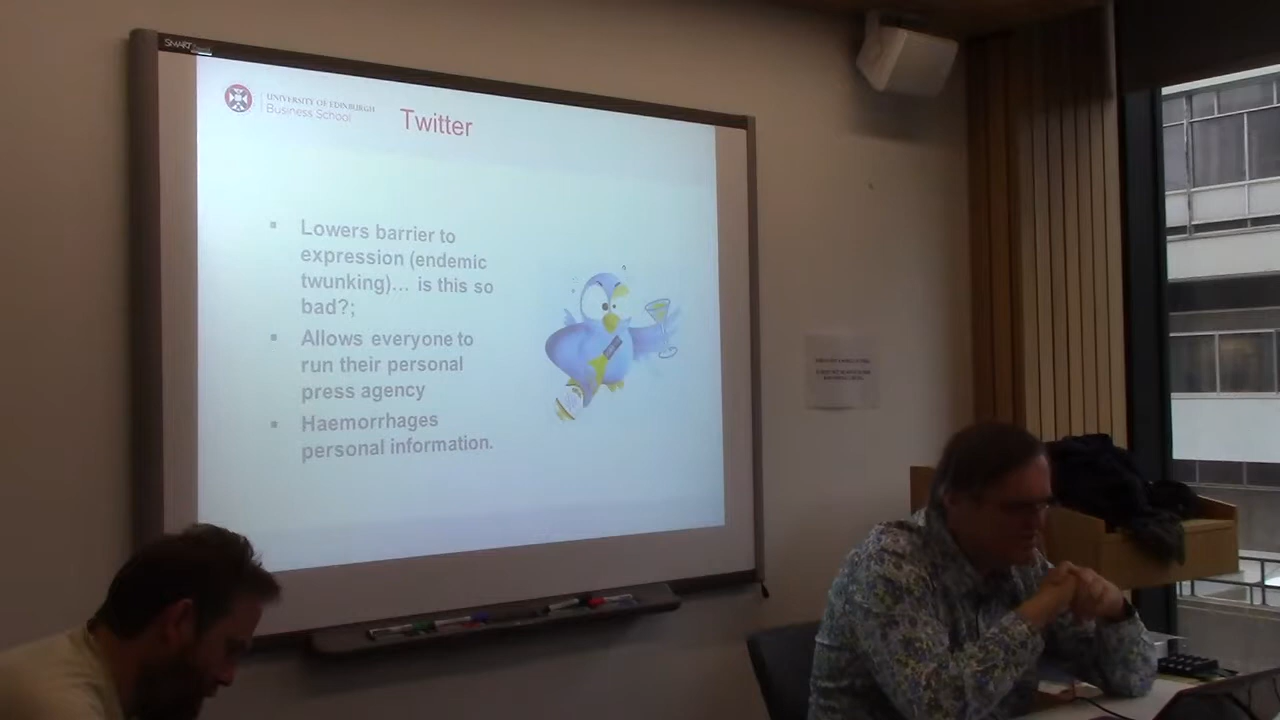 SMART
UNIVERSITY OF EDINBURGH
Business School
Twitter
Lowers barrier to
expression (endemic
twunking)… is this so
bad?;
Allows everyone to
run their personal
press agency
Haemorrhages
personal information.